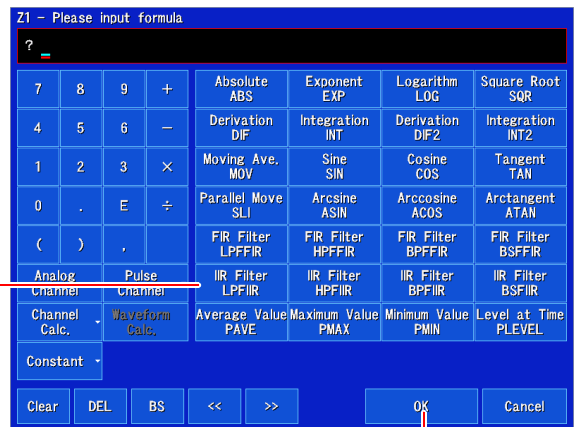 Z1 - Please input formula
?
7 8 9 + Absolute Exponent Logarithm Square Root
ABS EXP LOG SQR
4 5 6 − Derivation Integration Derivation Integration
DIF INT DIF2 INT2
1 2 3 × Moving Ave. Sine Cosine Tangent
MOV SIN COS TAN
0 . E ÷ Parallel Move Arcsine Arccosine Arctangent
SLI ASIN ACOS ATAN
( ) , FIR Filter FIR Filter FIR Filter FIR Filter
LPFFIR HPFFIR BPFFIR BSFFIR
Analog Pulse IIR Filter IIR Filter IIR Filter IIR Filter
Channel Channel LPFIIR HPFIIR BPFIIR BSFIIR
Channel Waveform Average Value Maximum Value Minimum Value Level at Time
Calc. Calc. PAVE PMAX PMIN PLEVEL
Constant
Clear DEL BS << >> OK Cancel